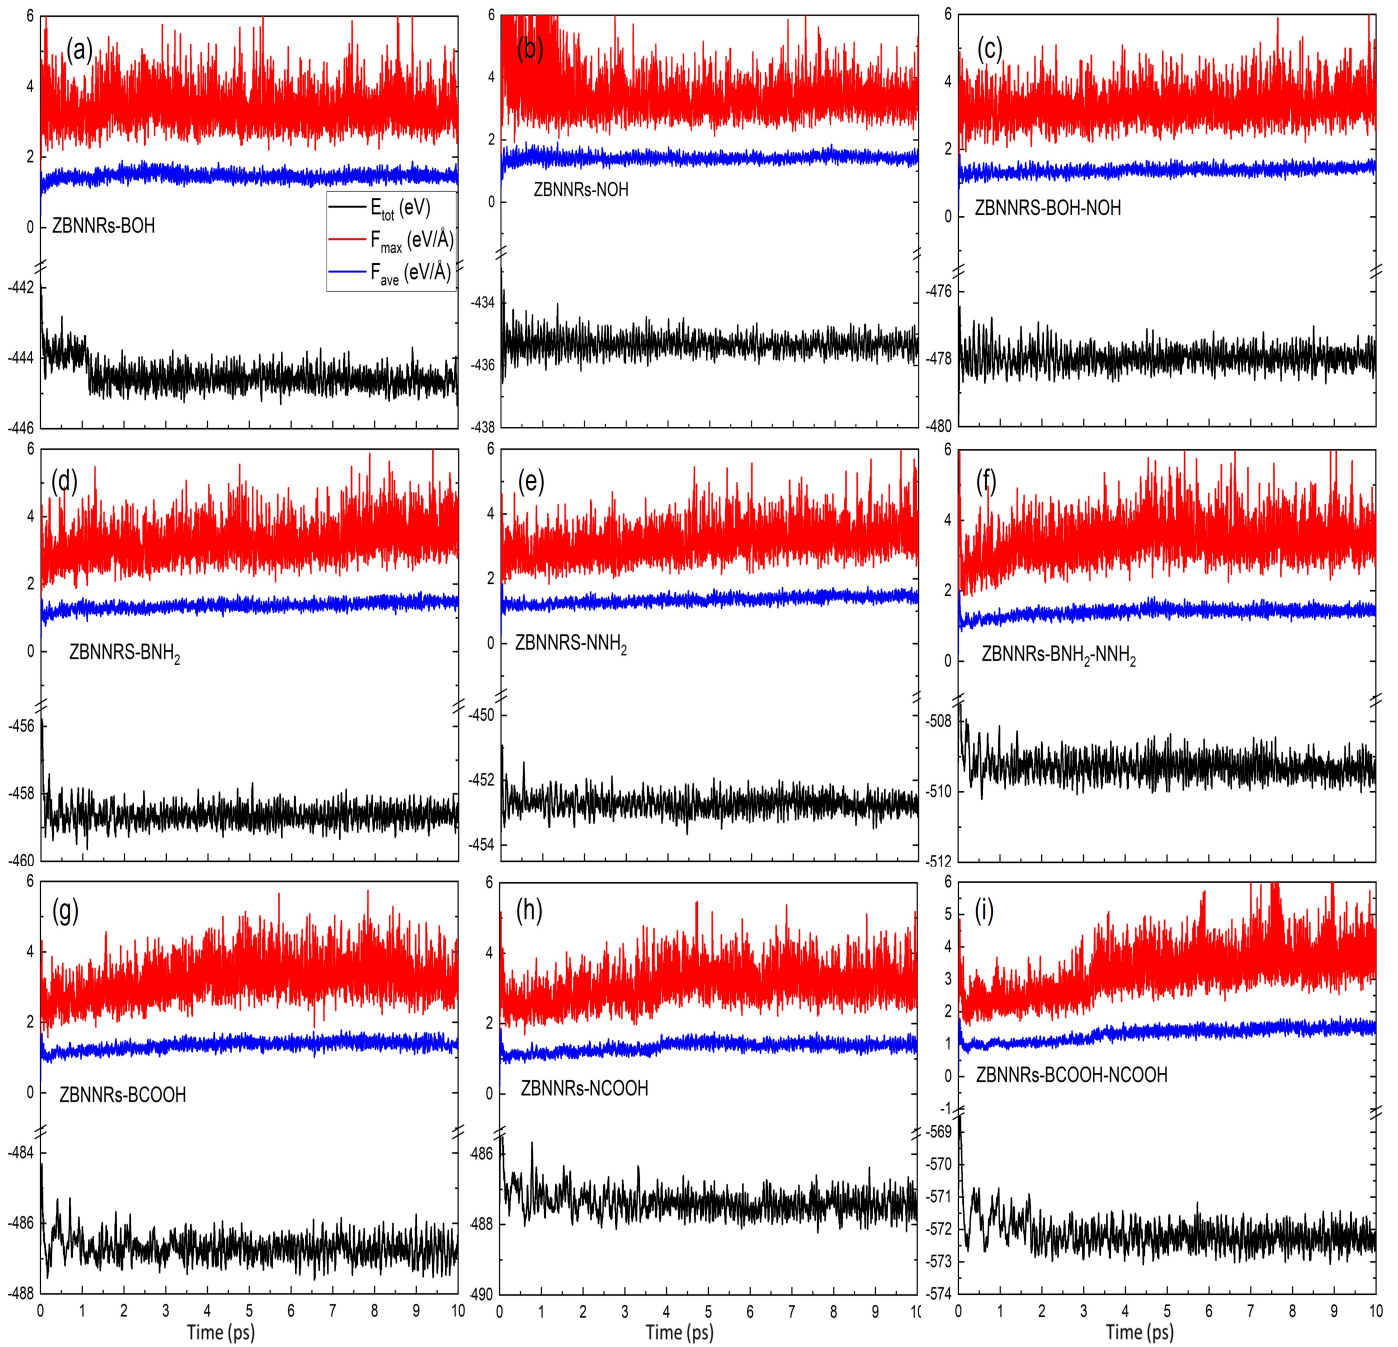 6
(a)
4
2
0
ZBNNRs-BOH
E_tot (eV)
F_max (eV/Å)
F_ave (eV/Å)
-442
-444
-446
6
(b)
4
2
0
ZBNNRs-NOH
-434
-436
-438
6
(c)
4
2
0
ZBNNRS-BOH-NOH
-476
-478
-480
6
(d)
4
2
0
ZBNNRS-BNH₂
-456
-458
-460
6
(e)
4
2
0
ZBNNRS-NNH₂
-450
-452
-454
6
(f)
4
2
0
ZBNNRs-BNH₂-NNH₂
-508
-510
-512
6
(g)
4
2
0
ZBNNRs-BCOOH
-484
-486
-488
0 1 2 3 4 5 6 7 8 9 10
Time (ps)
6
(h)
4
2
0
ZBNNRs-NCOOH
-486
-488
-490
0 1 2 3 4 5 6 7 8 9 10
Time (ps)
6
(i)
5
4
3
2
1
0
ZBNNRs-BCOOH-NCOOH
-1
-569
-570
-571
-572
-573
-574
0 1 2 3 4 5 6 7 8 9 10
Time (ps)